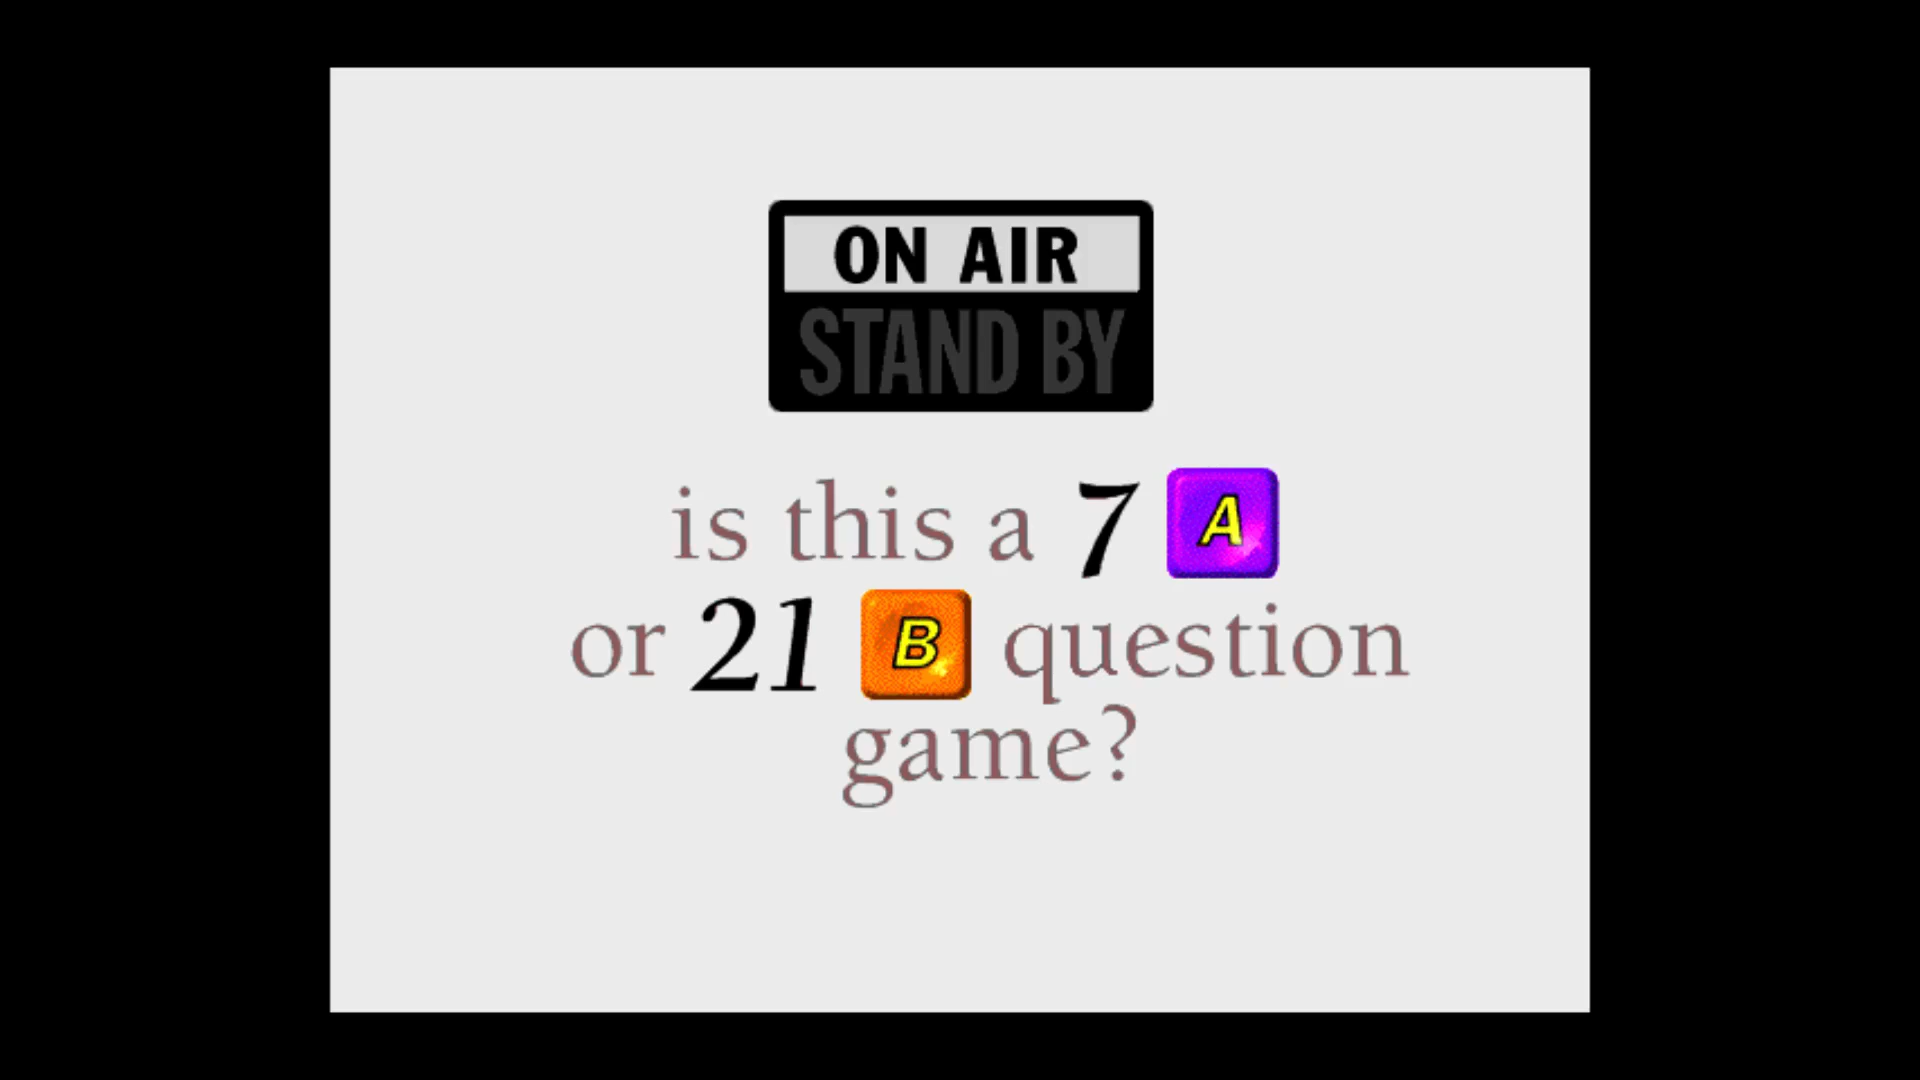 ON AIR
STAND BY
is this a 7 A
or 21 B question
game?